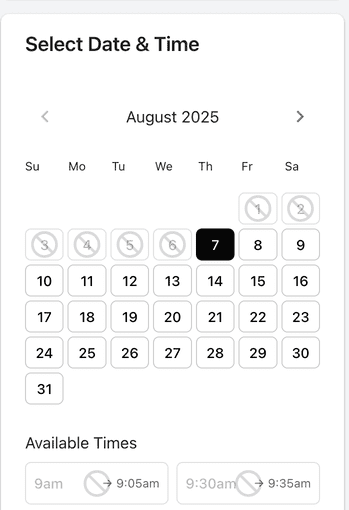 Select Date & Time
August 2025
Su Mo Tu We Th Fr Sa
1 2
3 4 5 6 7 8 9
10 11 12 13 14 15 16
17 18 19 20 21 22 23
24 25 26 27 28 29 30
31
Available Times
9am → 9:05am 9:30am → 9:35am